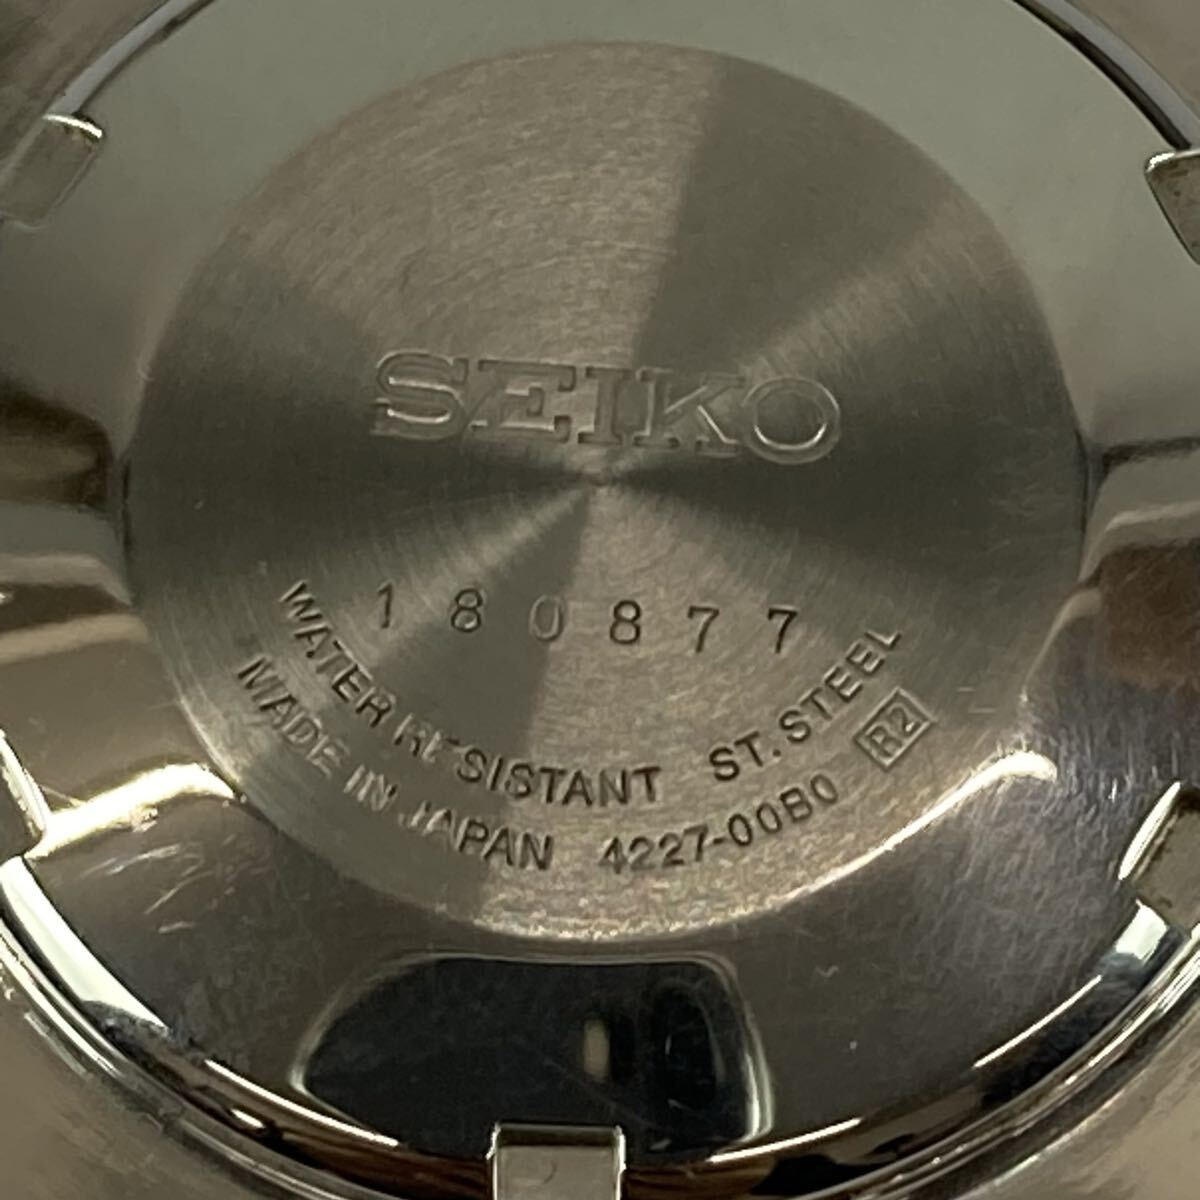 SEIKO
180877
WATER RESISTANT ST. STEEL
MADE IN JAPAN 4227-00B0 R2